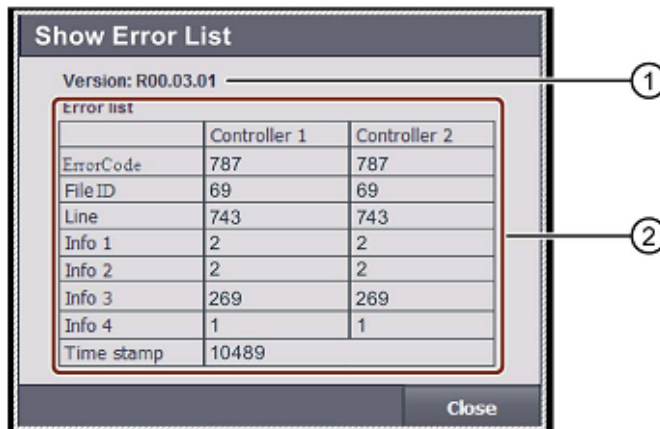 Show Error List
Version: R00.03.01
1
Error list
Controller 1 Controller 2
ErrorCode 787 787
FileID 69 69
Line 743 743
Info 1 2 2
2
Info 2 2 2
Info 3 269 269
Info 4 1 1
Time stamp 10489
Close